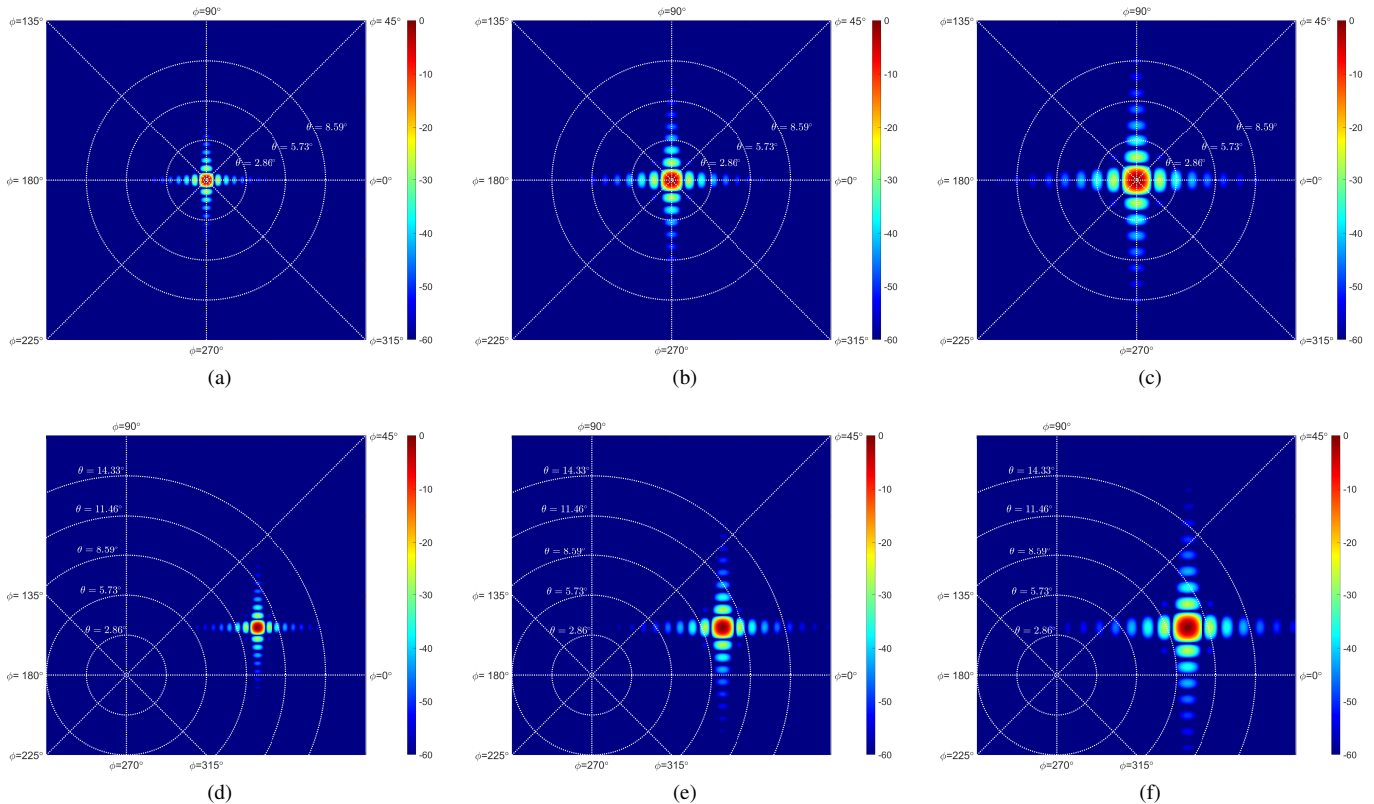 ϕ=90°
ϕ=135°
ϕ= 45°
θ = 8.59°
θ = 5.73°
θ = 2.86°
ϕ= 180°
ϕ=0°
ϕ=225°
ϕ=315°
ϕ=270°
0
-10
-20
-30
-40
-50
-60
(a)
ϕ=90°
ϕ=135°
ϕ= 45°
θ = 8.59°
θ = 5.73°
θ = 2.86°
ϕ= 180°
ϕ=0°
ϕ=225°
ϕ=315°
ϕ=270°
0
-10
-20
-30
-40
-50
-60
(b)
ϕ=90°
ϕ=135°
ϕ= 45°
θ = 8.59°
θ = 5.73°
θ = 2.86°
ϕ= 180°
ϕ=0°
ϕ=225°
ϕ=315°
ϕ=270°
0
-10
-20
-30
-40
-50
-60
(c)
ϕ=90°
ϕ=45°
θ = 14.33°
θ = 11.46°
θ = 8.59°
θ = 5.73°
θ = 2.86°
ϕ= 135°
ϕ= 180°
ϕ=0°
ϕ=225°
ϕ=270°
ϕ=315°
0
-10
-20
-30
-40
-50
-60
(d)
ϕ=90°
ϕ=45°
θ = 14.33°
θ = 11.46°
θ = 8.59°
θ = 5.73°
θ = 2.86°
ϕ= 135°
ϕ= 180°
ϕ=0°
ϕ=225°
ϕ=270°
ϕ=315°
0
-10
-20
-30
-40
-50
-60
(e)
ϕ=90°
ϕ=45°
θ = 14.33°
θ = 11.46°
θ = 8.59°
θ = 5.73°
θ = 2.86°
ϕ= 135°
ϕ= 180°
ϕ=0°
ϕ=225°
ϕ=270°
ϕ=315°
0
-10
-20
-30
-40
-50
-60
(f)